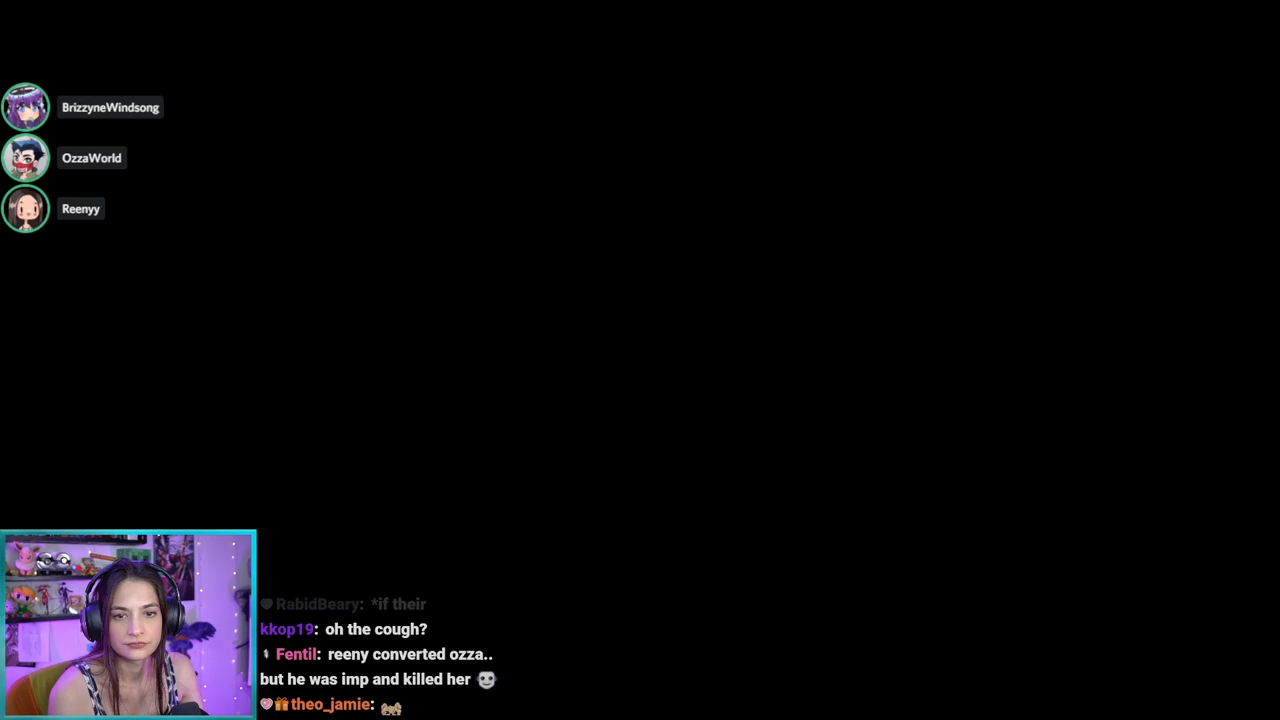 BrizzyneWindsong
OzzaWorld
Reenyy
RabidBeary: *if their
kkop19: oh the cough?
Fentil: reeny converted ozza..
but he was imp and killed her
theo_jamie: